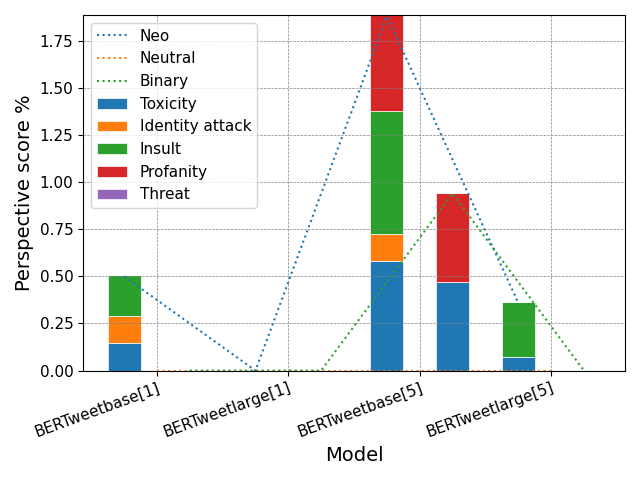 Perspective score %
1.75
1.50
1.25
1.00
0.75
0.50
0.25
0.00
Neo
Neutral
Binary
Toxicity
Identity attack
Insult
Profanity
Threat
BERTweetbase[1]
BERTweetlarge[1]
BERTweetbase[5]
BERTweetlarge[5]
Model